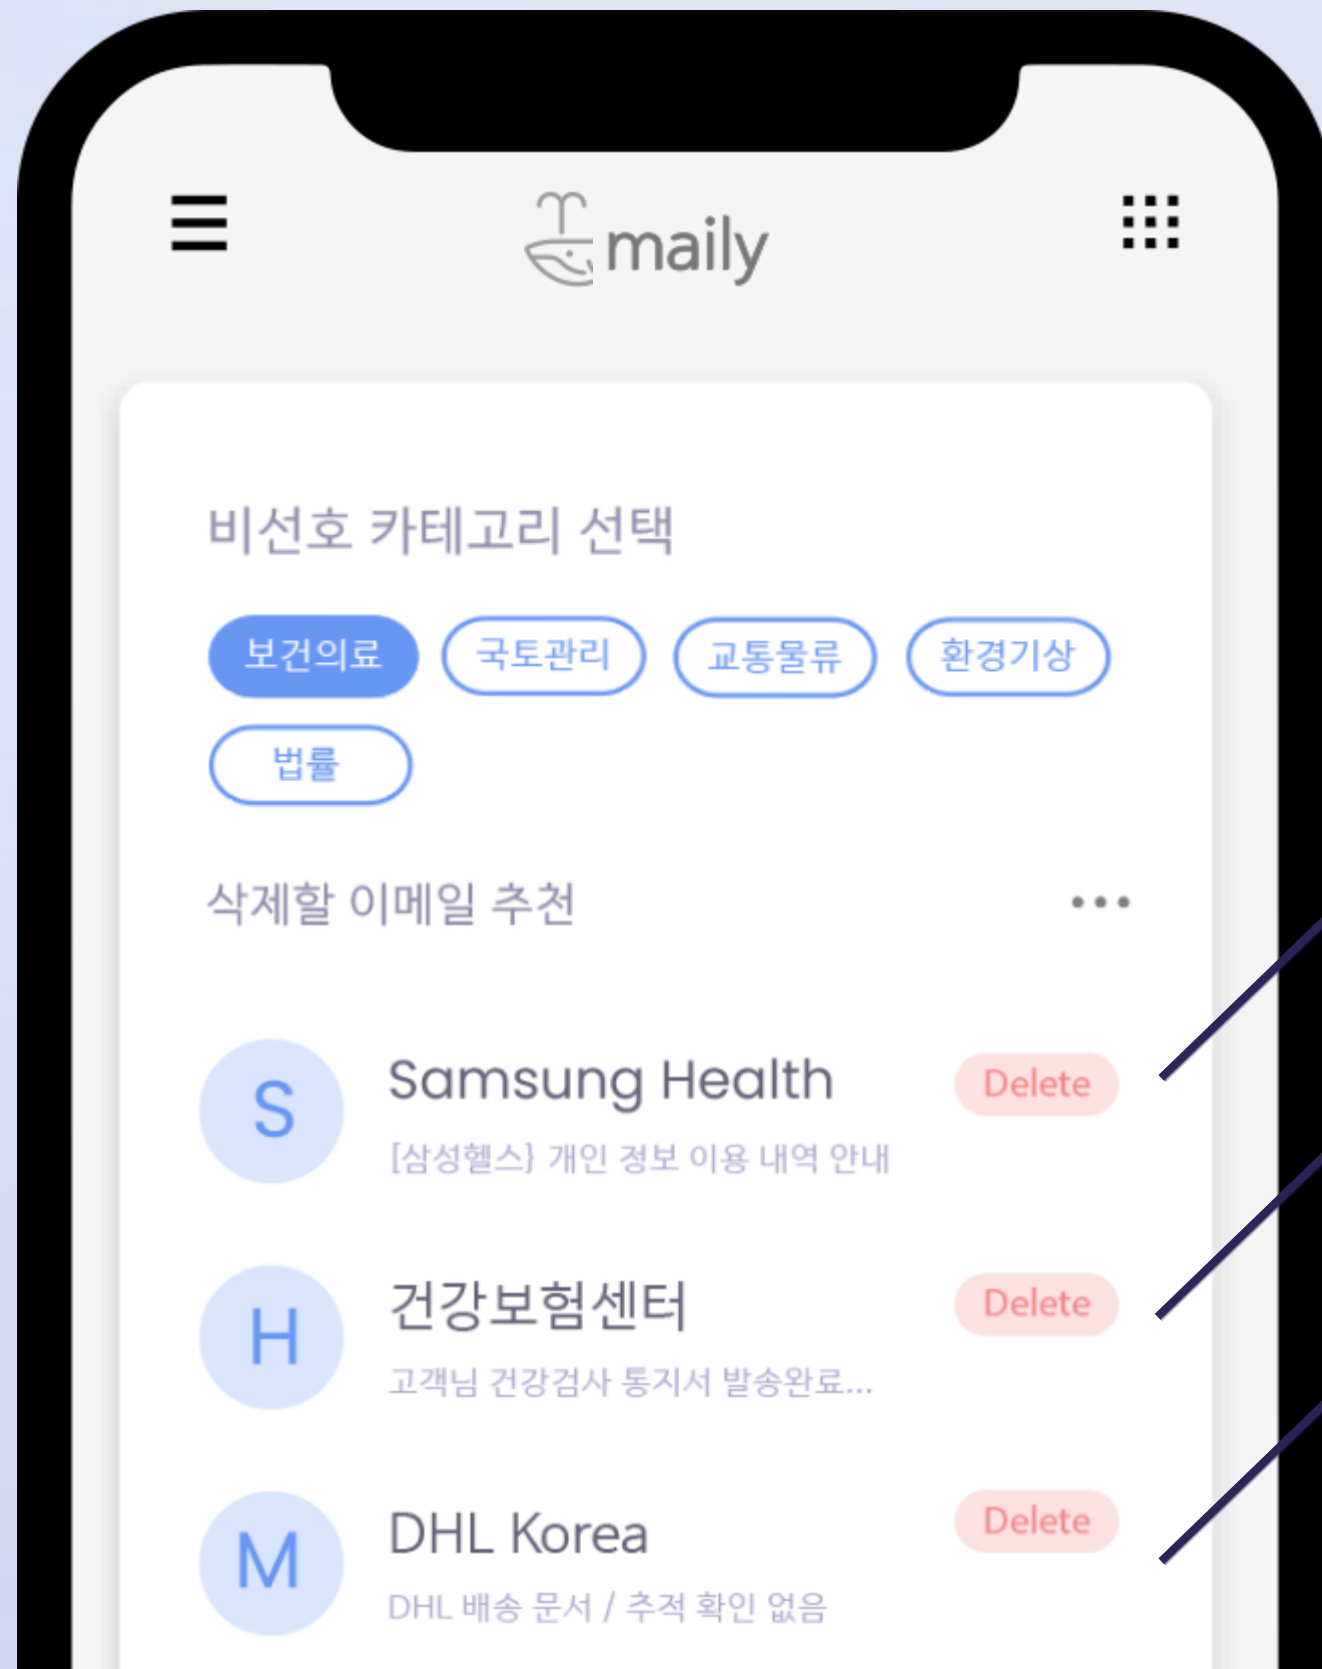 maily
비선호 카테고리 선택
보건의료 국토관리 교통물류 환경기상
법률
삭제할 이메일 추천
S Samsung Health Delete
[삼성헬스} 개인 정보 이용 내역 안내
H 건강보험센터 Delete
고객님 건강검사 통지서 발송완료...
M DHL Korea Delete
DHL 배송 문서 / 추적 확인 없음